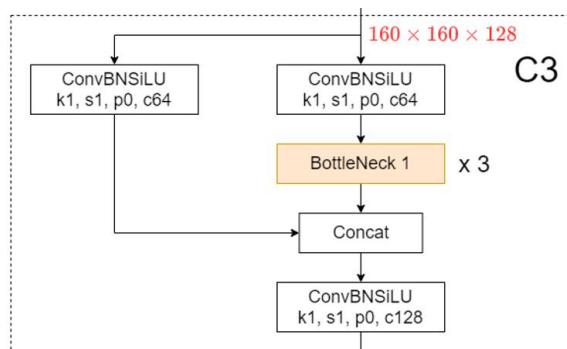 160 × 160 × 128
C3
ConvBNSiLU
k1, s1, p0, c64
ConvBNSiLU
k1, s1, p0, c64
BottleNeck 1
x 3
Concat
ConvBNSiLU
k1, s1, p0, c128